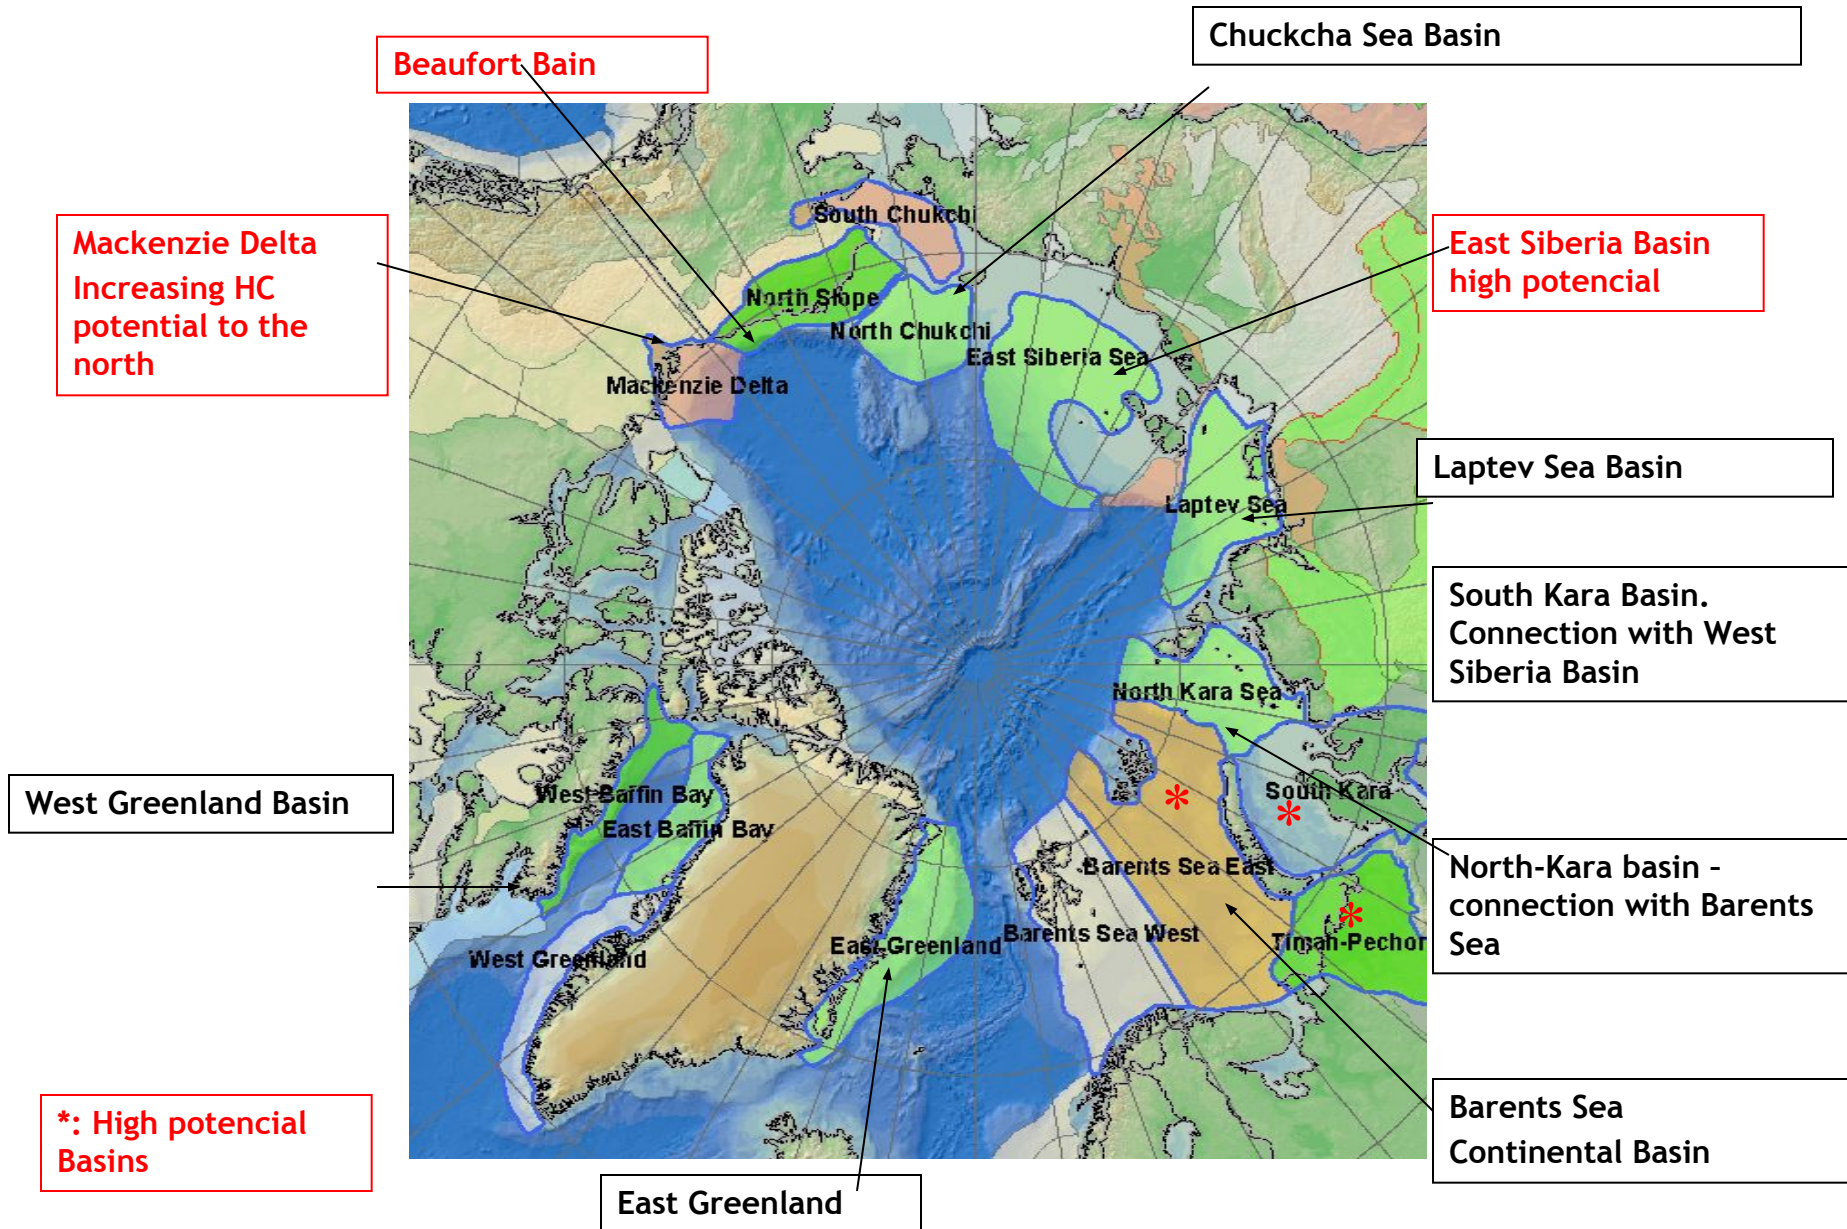 Chuckcha Sea Basin
Beaufort Bain
Mackenzie Delta
Increasing HC
potential to the
north
East Siberia Basin
high potencial
South Chukchi
North Slope
North Chukchi
East Siberia Sea
Mackenzie Delta
Laptev Sea Basin
Laptev Sea
South Kara Basin.
Connection with West
Siberia Basin
North Kara Sea
West Greenland Basin
West Baffin Bay
East Baffin Bay
*
*
South Kara
Barents Sea East
North-Kara basin –
connection with Barents
Sea
*
Timan-Pechor
Barents Sea West
East-Greenland
West Greenland
*: High potencial
Basins
Barents Sea
Continental Basin
East Greenland